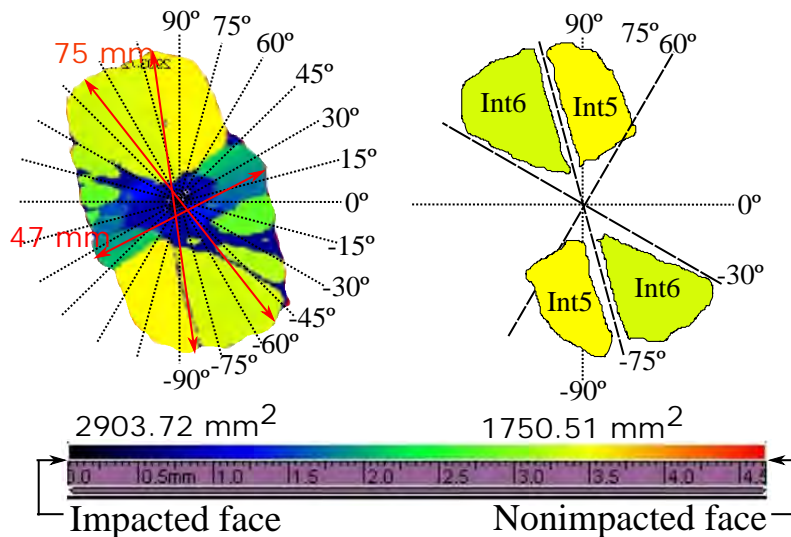 90º
75º
60º
45º
30º
15º
0º
-15º
-30º
-45º
-60º
-75º
-90º
75 mm
47 mm
90º
75º
60º
0º
-30º
-75º
-90º
Int6
Int5
Int5
Int6
2903.72 mm²
1750.51 mm²
0.0 0.5mm 1.0 1.5 2.0 2.5 3.0 3.5 4.0
Impacted face
Nonimpacted face